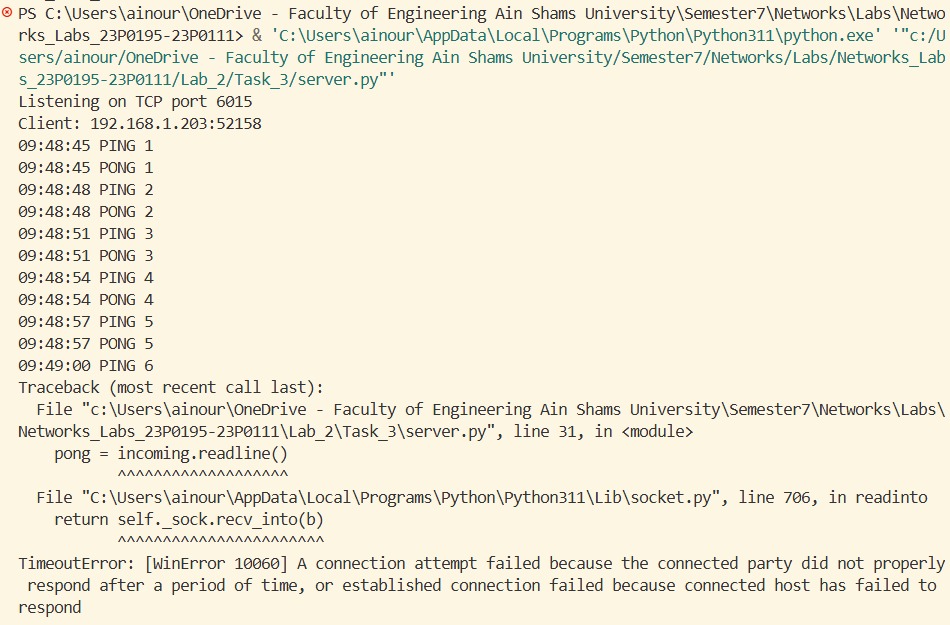 PS C:\Users\ainour\OneDrive - Faculty of Engineering Ain Shams University\Semester7\Networks\Labs\Netwo
rks_Labs_23P0195-23P0111> & 'C:\Users\ainour\AppData\Local\Programs\Python\Python311\python.exe' '"c:/U
sers/ainour/OneDrive - Faculty of Engineering Ain Shams University/Semester7/Networks/Labs/Networks_Lab
s_23P0195-23P0111/Lab_2/Task_3/server.py"'
Listening on TCP port 6015
Client: 192.168.1.203:52158
09:48:45 PING 1
09:48:45 PONG 1
09:48:48 PING 2
09:48:48 PONG 2
09:48:51 PING 3
09:48:51 PONG 3
09:48:54 PING 4
09:48:54 PONG 4
09:48:57 PING 5
09:48:57 PONG 5
09:49:00 PING 6
Traceback (most recent call last):
  File "c:\Users\ainour\OneDrive - Faculty of Engineering Ain Shams University\Semester7\Networks\Labs\
Networks_Labs_23P0195-23P0111\Lab_2\Task_3\server.py", line 31, in <module>
    pong = incoming.readline()
           ^^^^^^^^^^^^^^^^^^^
  File "C:\Users\ainour\AppData\Local\Programs\Python\Python311\Lib\socket.py", line 706, in readinto
    return self._sock.recv_into(b)
           ^^^^^^^^^^^^^^^^^^^^^^^
TimeoutError: [WinError 10060] A connection attempt failed because the connected party did not properly
 respond after a period of time, or established connection failed because connected host has failed to
respond